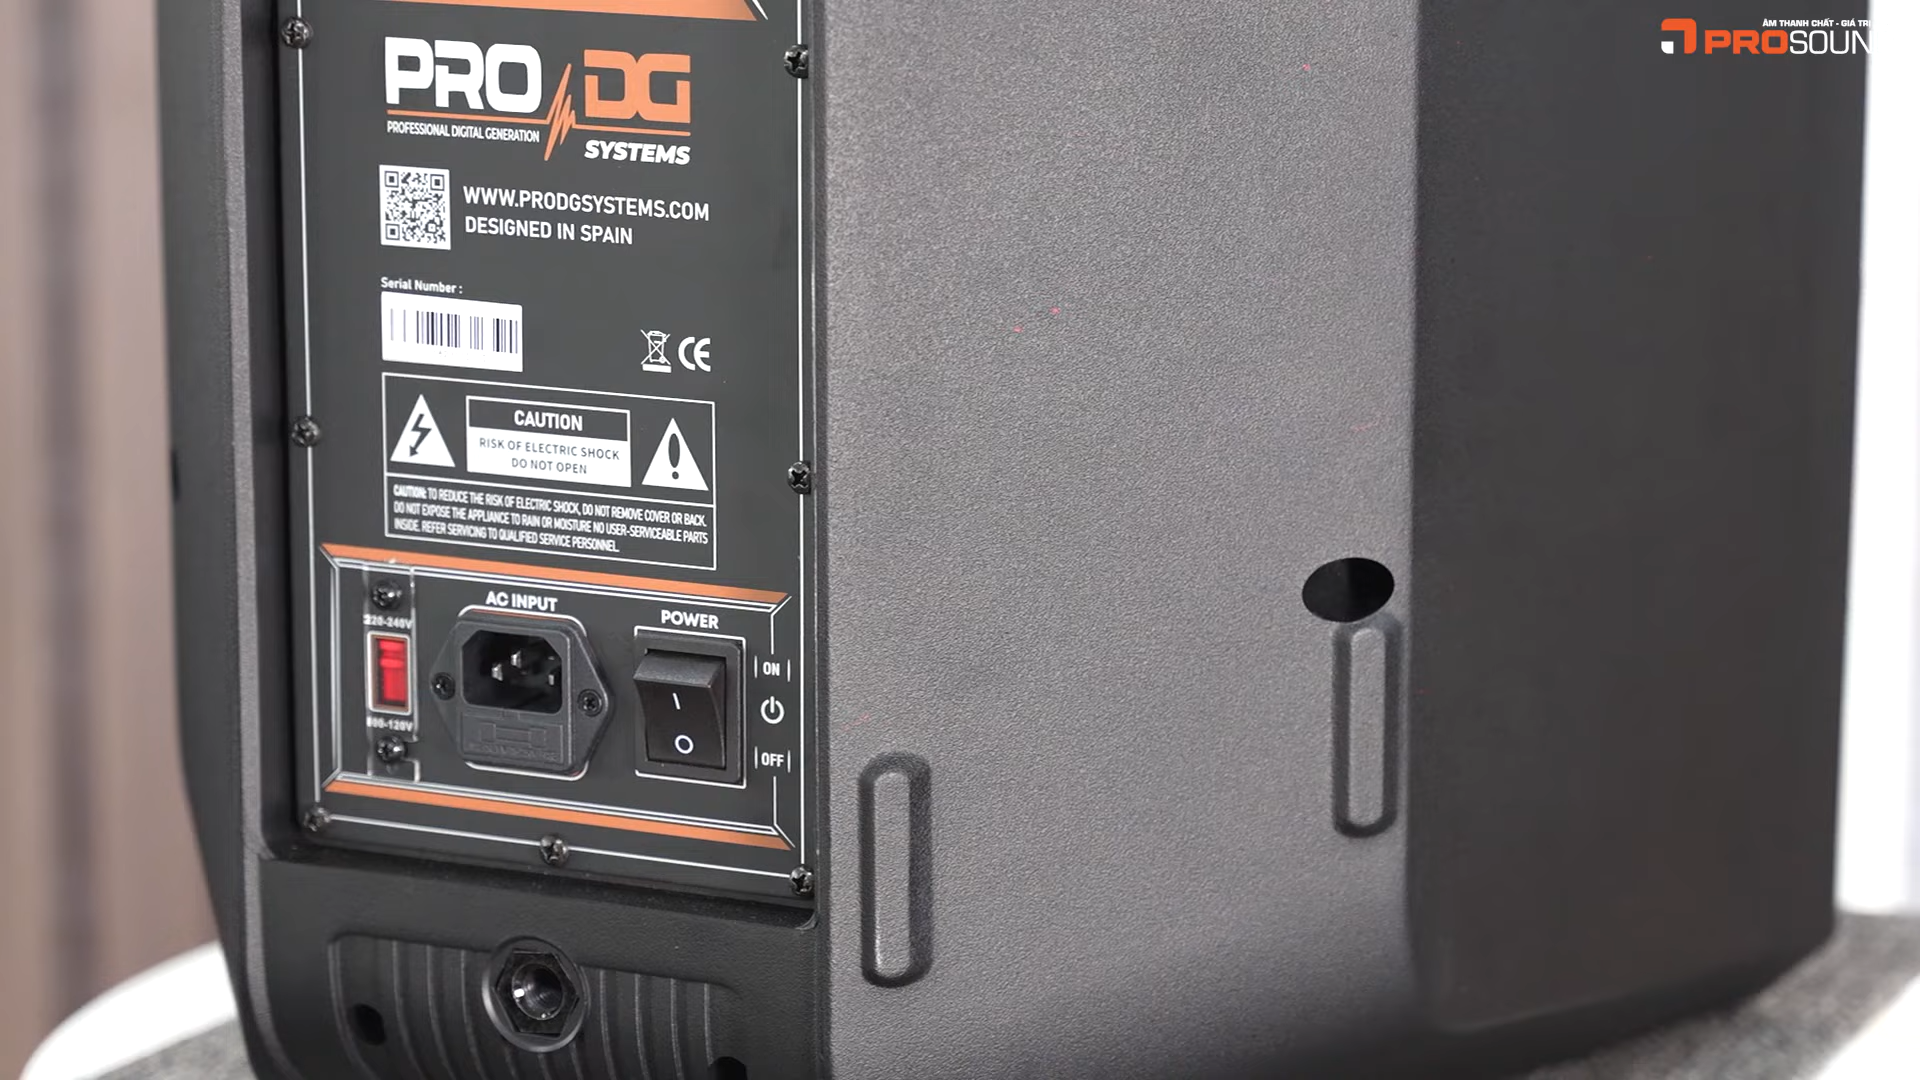 PRO DG
PROFESSIONAL DIGITAL GENERATION
SYSTEMS
WWW.PRODGSYSTEMS.COM
DESIGNED IN SPAIN
Serial Number :
CE
CAUTION
RISK OF ELECTRIC SHOCK
DO NOT OPEN
CAUTION: TO REDUCE THE RISK OF ELECTRIC SHOCK, DO NOT REMOVE COVER OR BACK.
DO NOT EXPOSE THE APPLIANCE TO RAIN OR MOISTURE NO USER-SERVICEABLE PARTS
INSIDE. REFER SERVICING TO QUALIFIED SERVICE PERSONNEL.
220-240V
AC INPUT
POWER
ON
OFF
ÂM THANH CHẤT - GIÁ TRỊ
PROSOUN